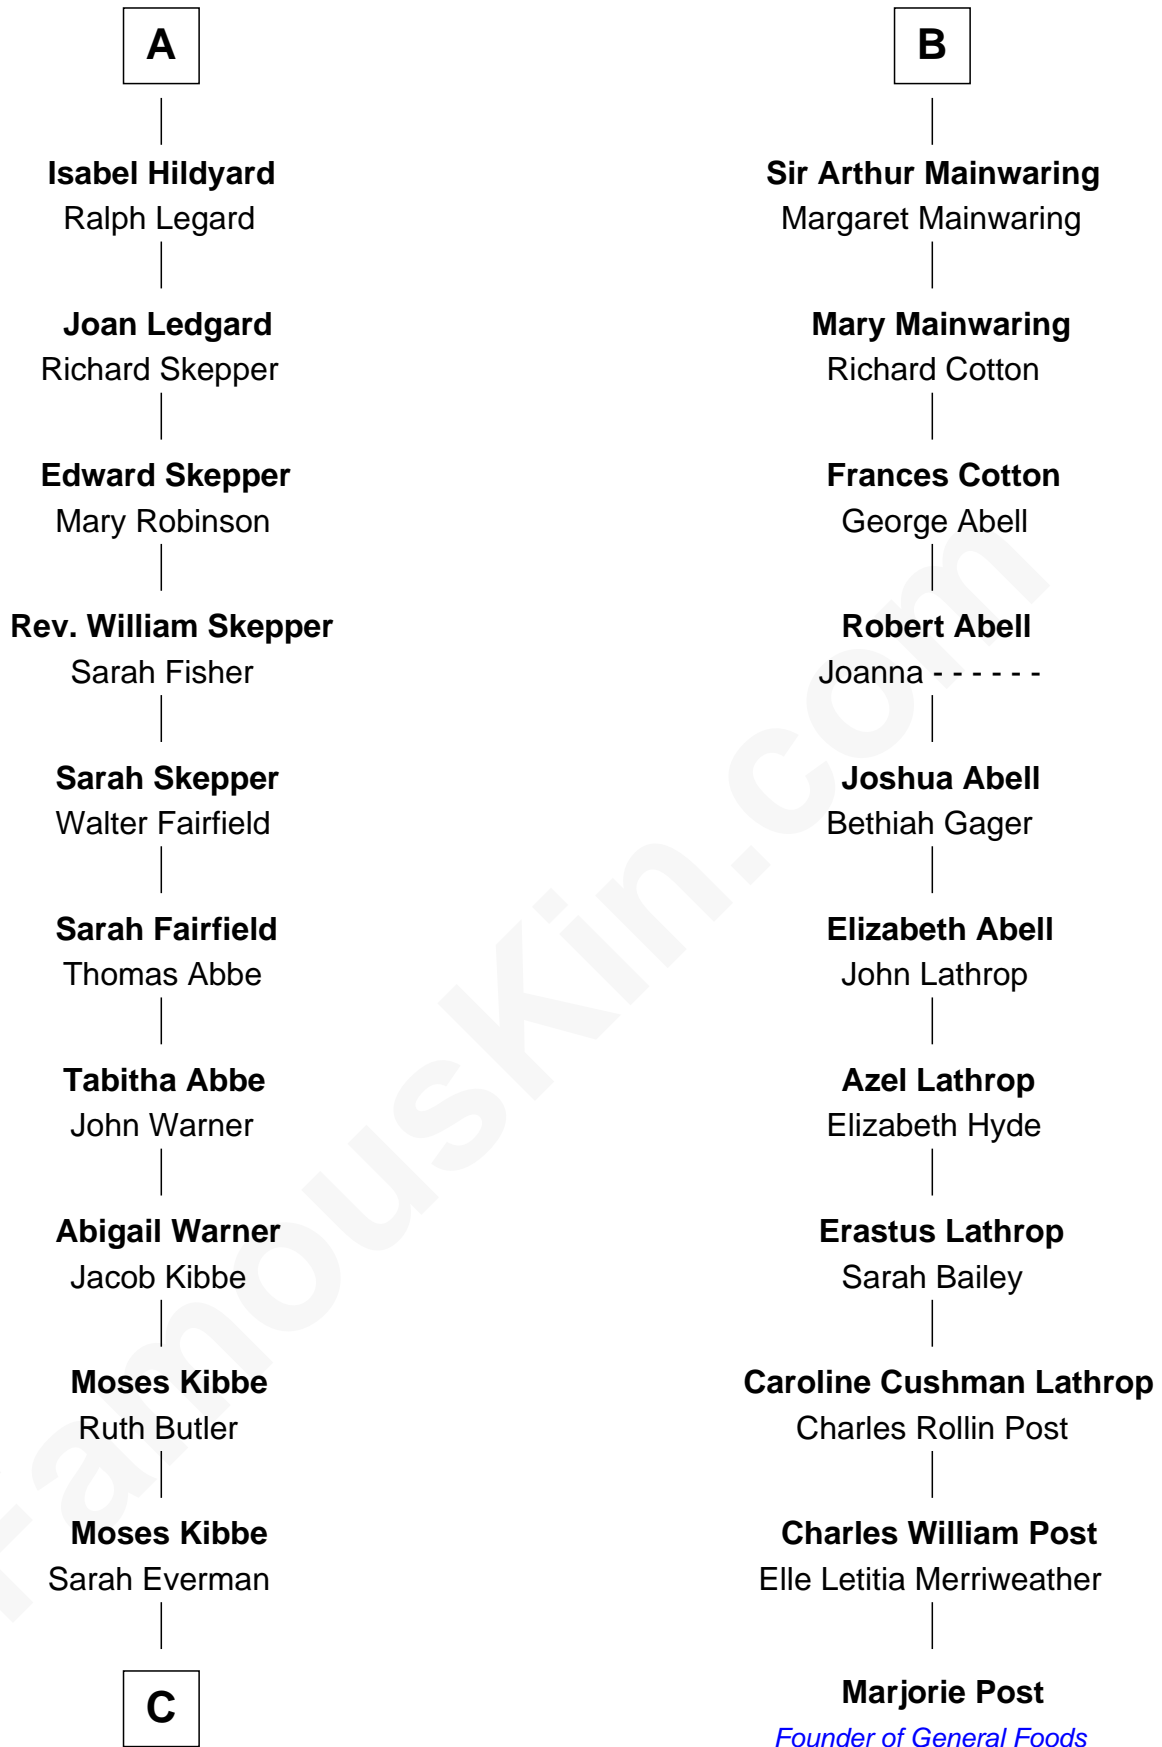 A
Isabel Hildyard
Ralph Legard
Joan Ledgard
Richard Skepper
Edward Skepper
Mary Robinson
Rev. William Skepper
Sarah Fisher
Sarah Skepper
Walter Fairfield
Sarah Fairfield
Thomas Abbe
Tabitha Abbe
John Warner
Abigail Warner
Jacob Kibbe
Moses Kibbe
Ruth Butler
Moses Kibbe
Sarah Everman
C
B
Sir Arthur Mainwaring
Margaret Mainwaring
Mary Mainwaring
Richard Cotton
Frances Cotton
George Abell
Robert Abell
Joanna - - - - - -
Joshua Abell
Bethiah Gager
Elizabeth Abell
John Lathrop
Azel Lathrop
Elizabeth Hyde
Erastus Lathrop
Sarah Bailey
Caroline Cushman Lathrop
Charles Rollin Post
Charles William Post
Elle Letitia Merriweather
Marjorie Post
Founder of General Foods
FamousKin.com